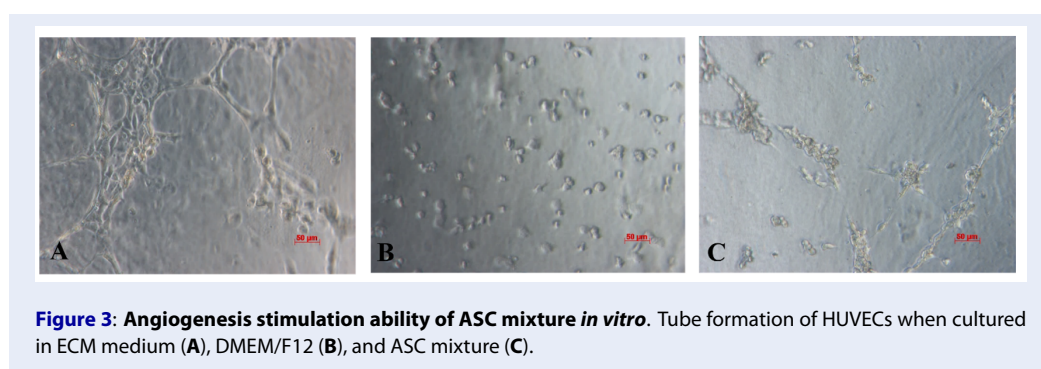 A
50 µm
B
50 µm
C
50 µm
Figure 3: Angiogenesis stimulation ability of ASC mixture in vitro. Tube formation of HUVECs when cultured
in ECM medium (A), DMEM/F12 (B), and ASC mixture (C).